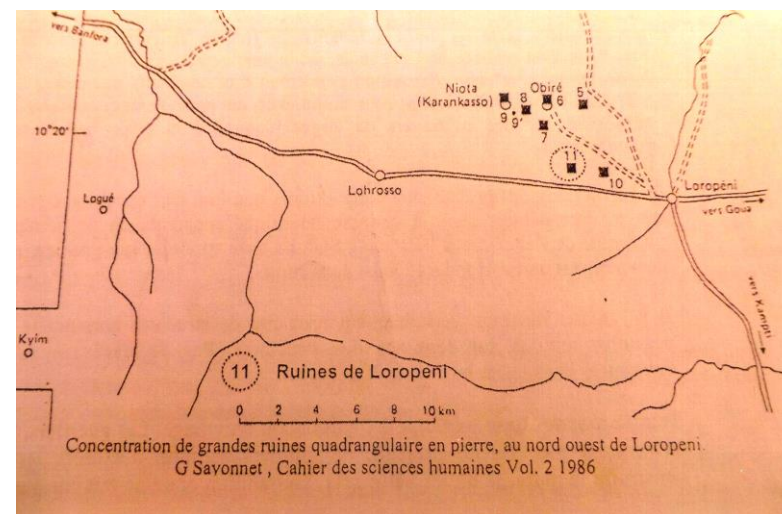 vers Banfora
Niota
(Karankasso)
Obiré
5
8
6
9
9'
7
10°20'
11
10
Lohrosso
Loropéni
Logué
vers Goua
vers Kampti
Kyim
11 Ruines de Loropeni
0 2 4 6 8 10 km
Concentration de grandes ruines quadrangulaire en pierre, au nord ouest de Loropeni.
G Savonnet , Cahier des sciences humaines Vol. 2 1986